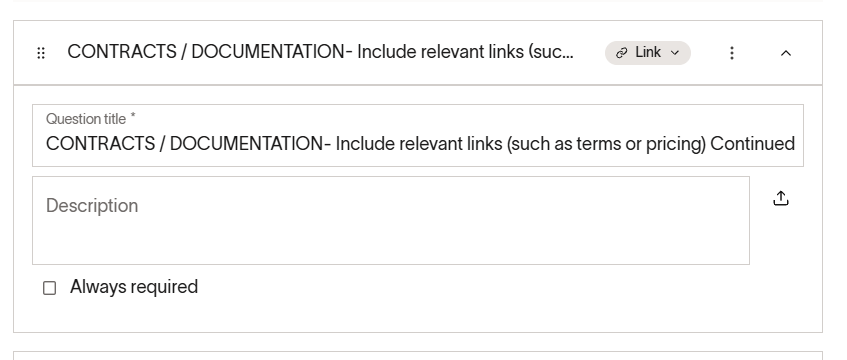 CONTRACTS / DOCUMENTATION- Include relevant links (suc...
Link
Question title *
CONTRACTS / DOCUMENTATION- Include relevant links (such as terms or pricing) Continued
Description
Always required